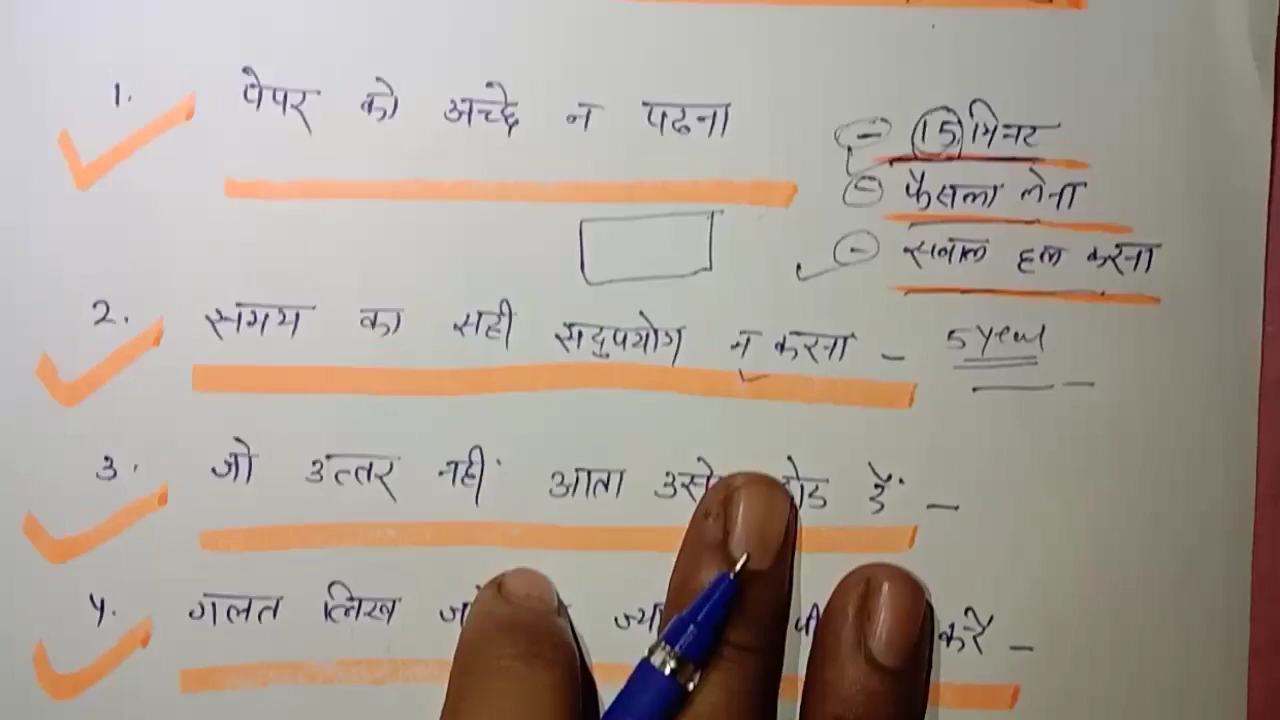 1. पेपर को अच्छे न पढना
- 15 मिनट
- फैसला लेना
- सवाल हल करना
2. समय का सही सदुपयोग न करना - 5 year
3. जो उत्तर नही आता
4. गलत लिख करें -